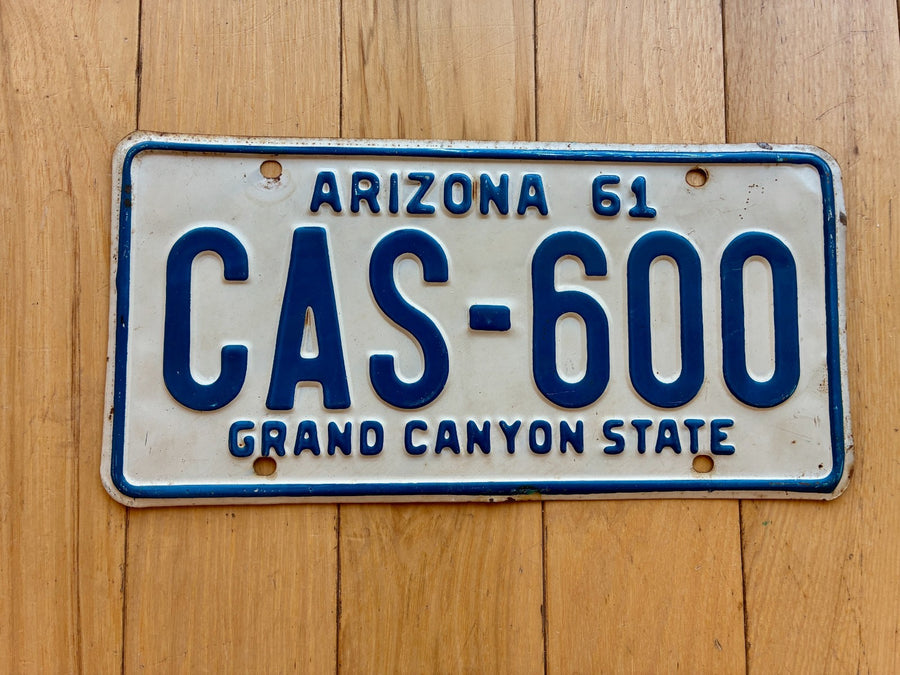 ARIZONA 61
CAS-600
GRAND CANYON STATE